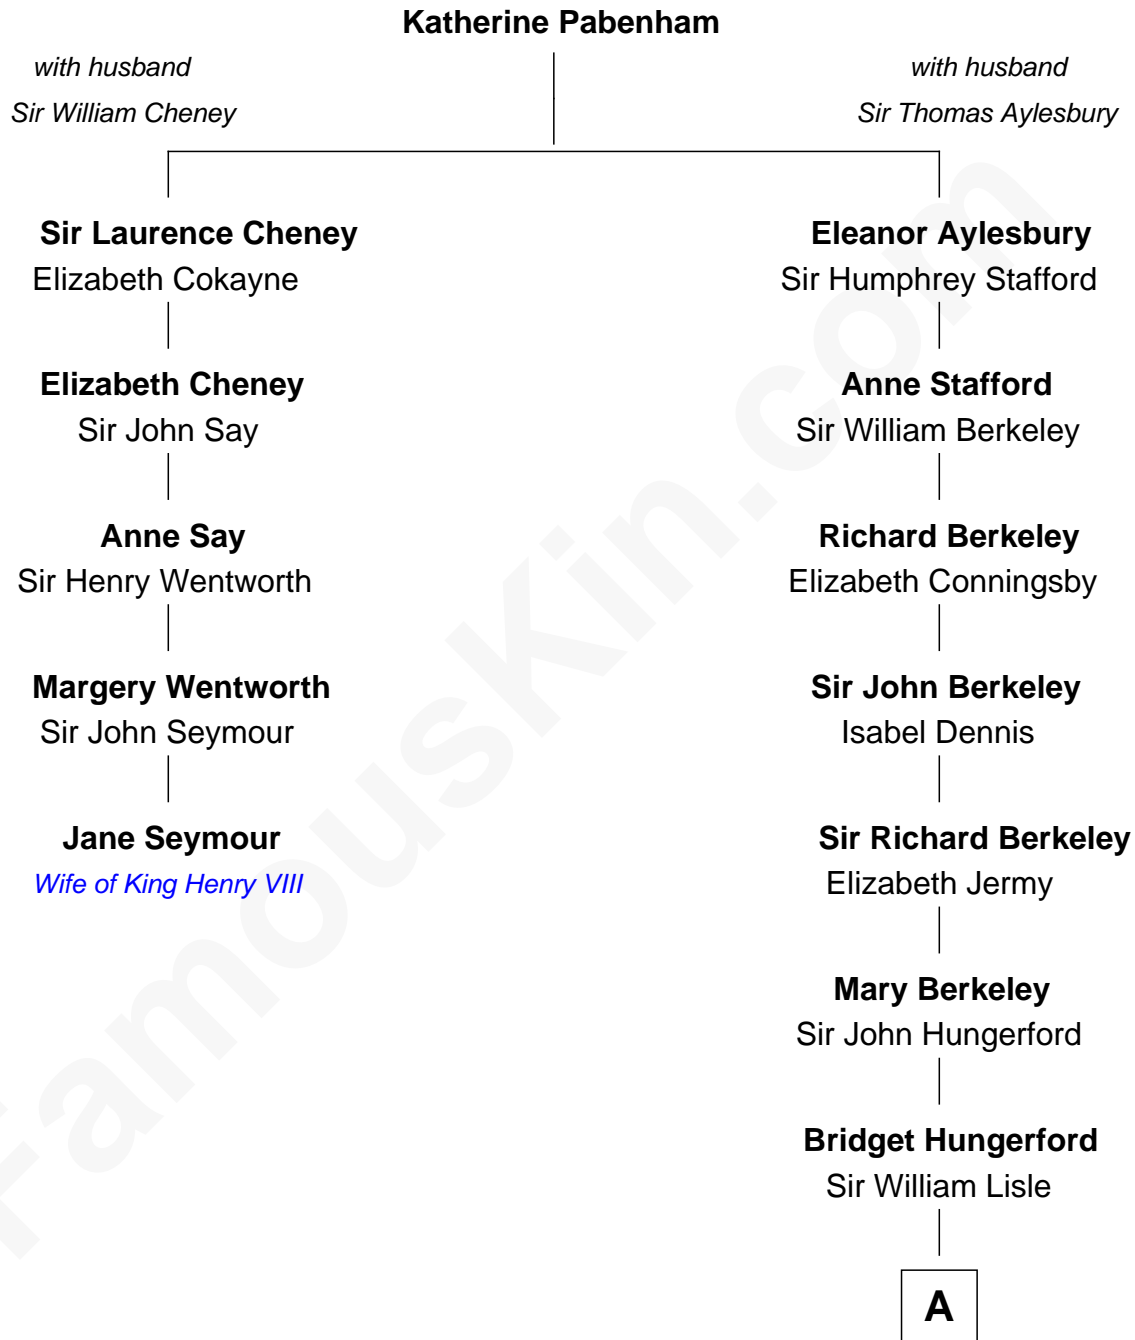 Katherine Pabenham
with husband
Sir William Cheney
with husband
Sir Thomas Aylesbury
Sir Laurence Cheney
Elizabeth Cokayne
Elizabeth Cheney
Sir John Say
Anne Say
Sir Henry Wentworth
Margery Wentworth
Sir John Seymour
Jane Seymour
Wife of King Henry VIII
Eleanor Aylesbury
Sir Humphrey Stafford
Anne Stafford
Sir William Berkeley
Richard Berkeley
Elizabeth Conningsby
Sir John Berkeley
Isabel Dennis
Sir Richard Berkeley
Elizabeth Jermy
Mary Berkeley
Sir John Hungerford
Bridget Hungerford
Sir William Lisle
A
FamousKin.com